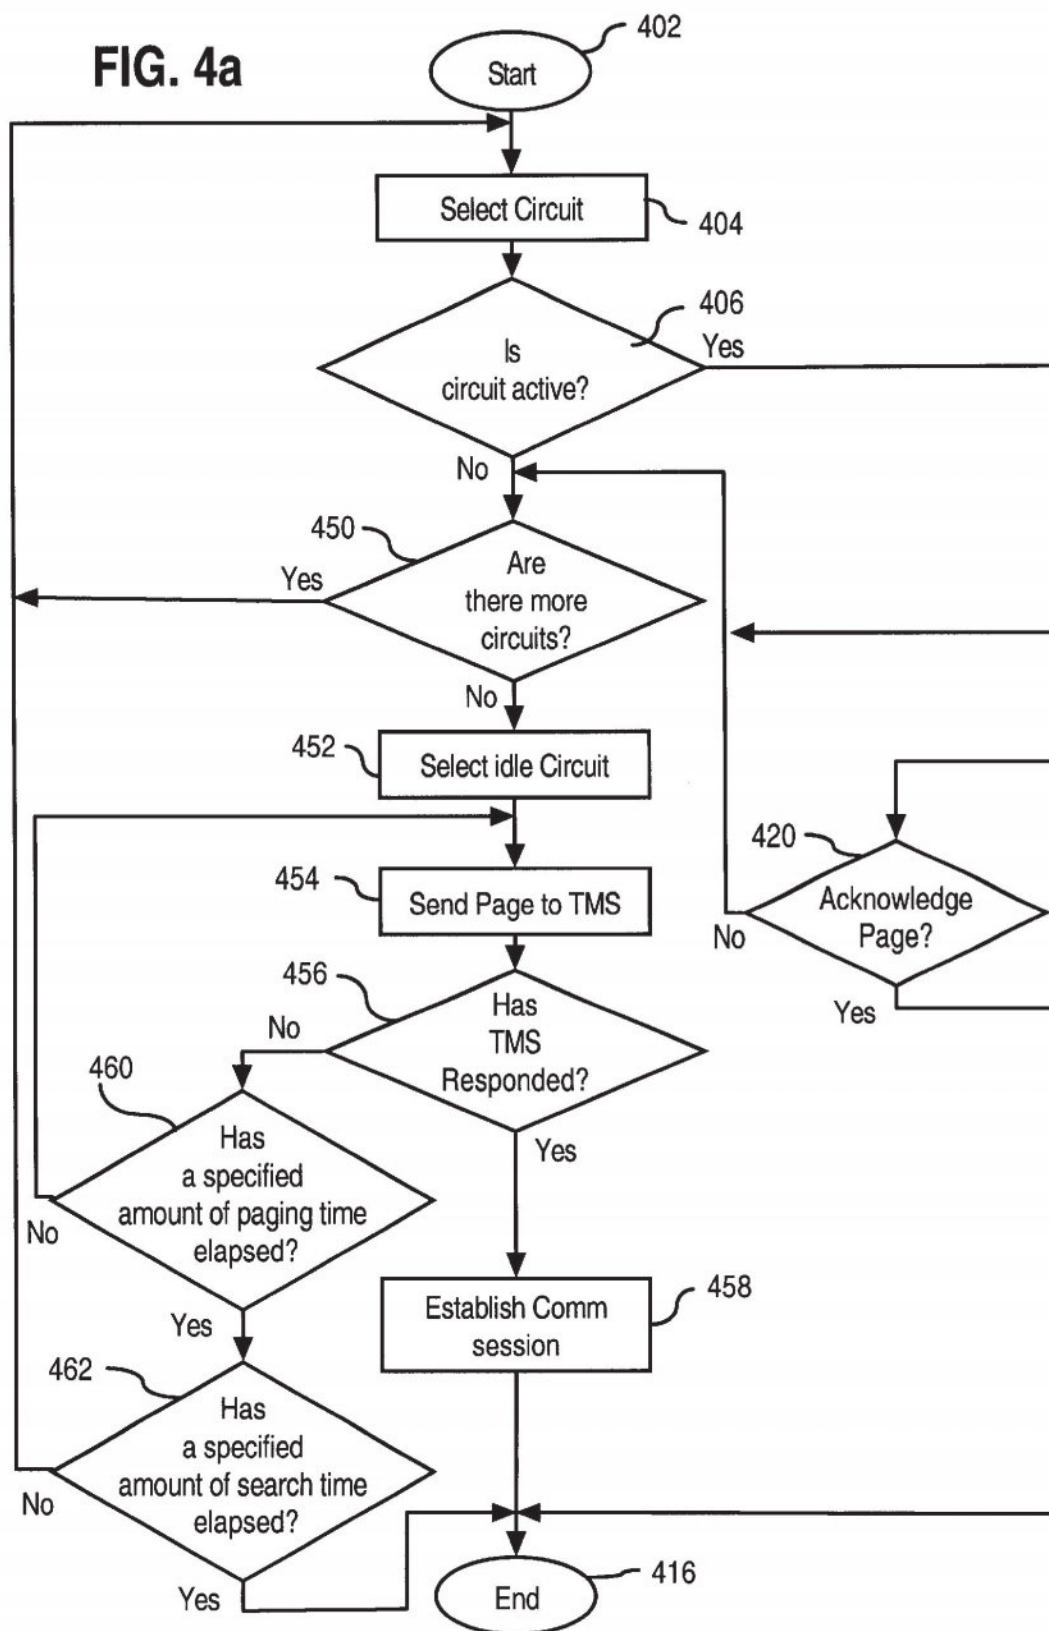 FIG. 4a
402
Start
Select Circuit
404
406
Is
circuit active?
Yes
No
450
Are
there more
circuits?
Yes
No
452
Select idle Circuit
454
Send Page to TMS
420
Acknowledge
Page?
No
Yes
456
Has
TMS
Responded?
No
Yes
460
Has
a specified
amount of paging time
elapsed?
No
Yes
458
Establish Comm
session
462
Has
a specified
amount of search time
elapsed?
No
Yes
416
End